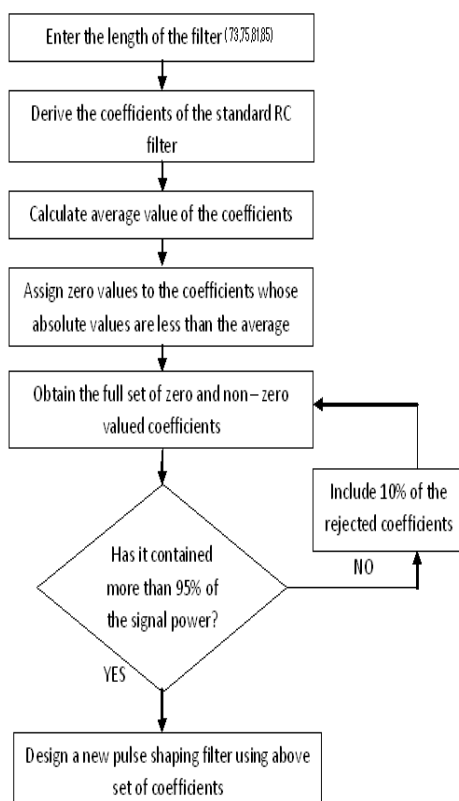 Enter the length of the filter (73,75,81,85)
Derive the coefficients of the standard RC
filter
Calculate average value of the coefficients
Assign zero values to the coefficients whose
absolute values are less than the average
Obtain the full set of zero and non – zero
valued coefficients
Include 10% of the
rejected coefficients
Has it contained
more than 95% of
the signal power?
NO
YES
Design a new pulse shaping filter using above
set of coefficients